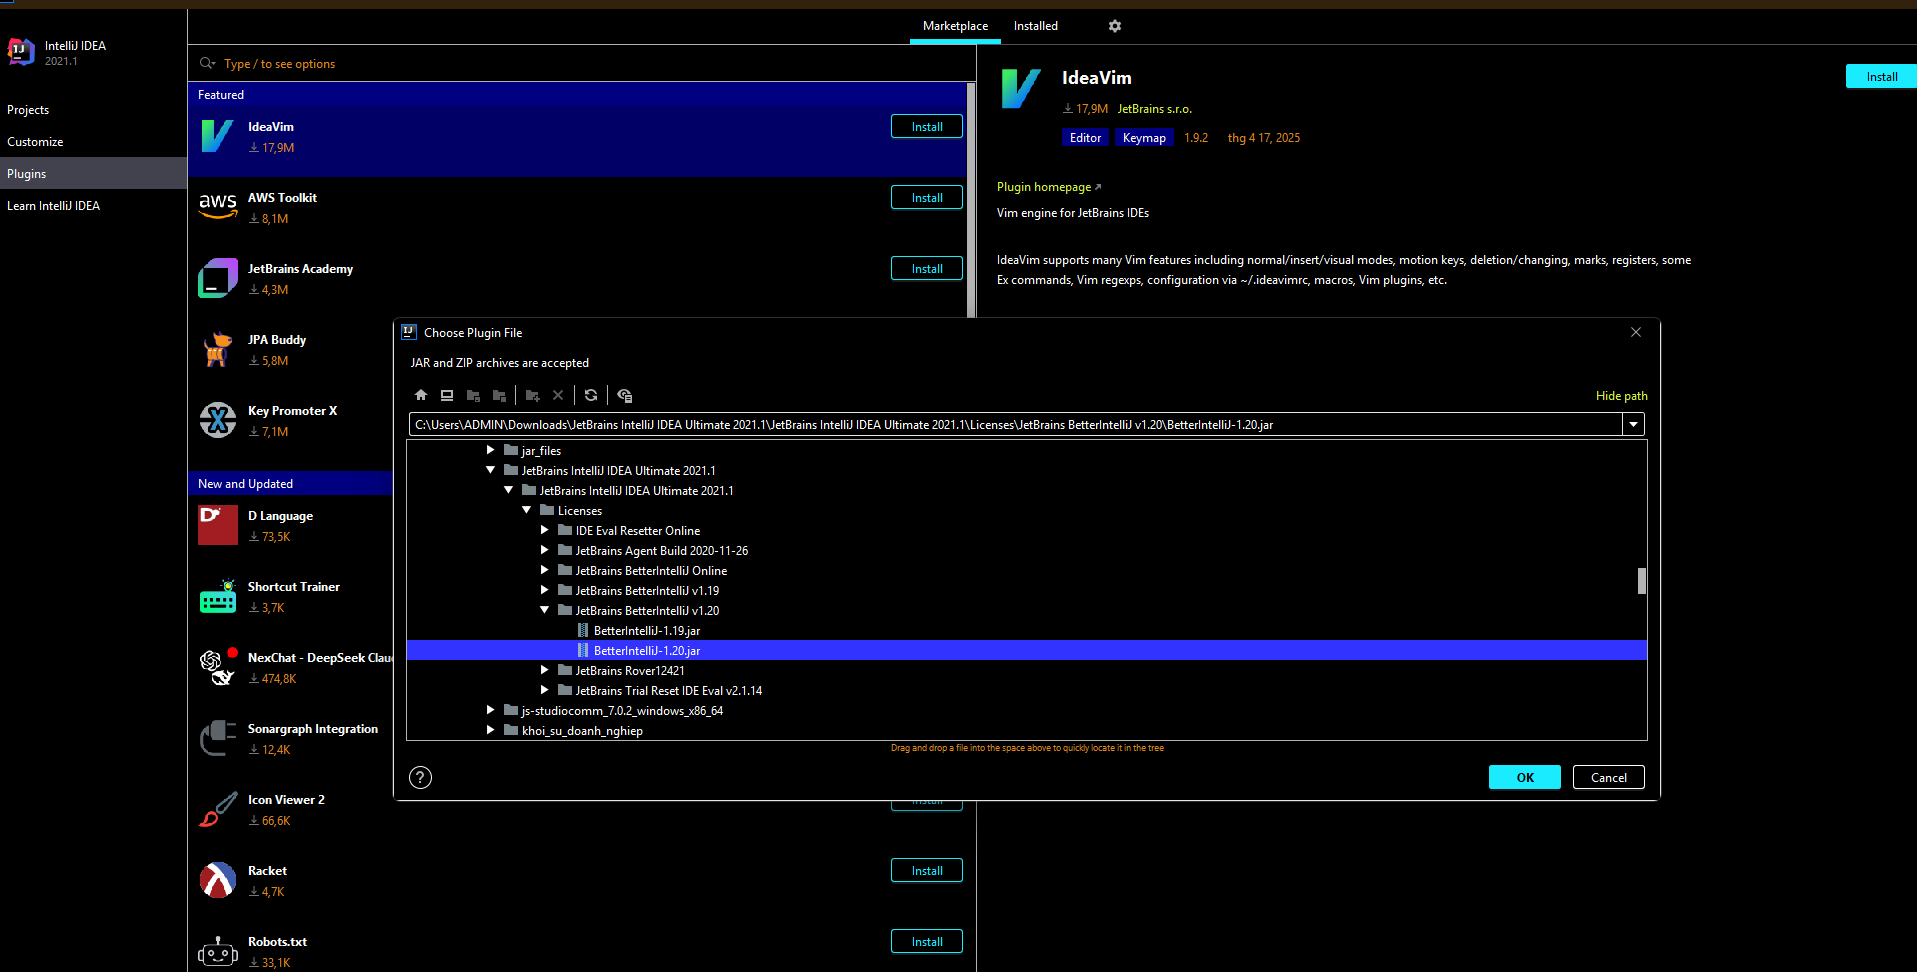 Marketplace
Installed
IJ
IntelliJ IDEA
2021.1
Projects
Customize
Plugins
Learn IntelliJ IDEA
Type / to see options
Featured
IdeaVim
17,9M
Install
aws
AWS Toolkit
8,1M
Install
JetBrains Academy
4,3M
Install
JPA Buddy
5,8M
Key Promoter X
7,1M
New and Updated
D Language
73,5K
Shortcut Trainer
3,7K
NexChat - DeepSeek Clau
474,8K
Sonargraph Integration
12,4K
Icon Viewer 2
66,6K
Install
Racket
4,7K
Install
Robots.txt
33,1K
Install
IdeaVim
Install
17,9M JetBrains s.r.o.
Editor Keymap 1.9.2 thg 4 17, 2025
Plugin homepage
Vim engine for JetBrains IDEs
IdeaVim supports many Vim features including normal/insert/visual modes, motion keys, deletion/changing, marks, registers, some
Ex commands, Vim regexps, configuration via ~/.ideavimrc, macros, Vim plugins, etc.
IJ Choose Plugin File
JAR and ZIP archives are accepted
Hide path
C:\Users\ADMIN\Downloads\JetBrains IntelliJ IDEA Ultimate 2021.1\JetBrains IntelliJ IDEA Ultimate 2021.1\Licenses\JetBrains BetterIntelliJ v1.20\BetterIntelliJ-1.20.jar
jar_files
JetBrains IntelliJ IDEA Ultimate 2021.1
JetBrains IntelliJ IDEA Ultimate 2021.1
Licenses
IDE Eval Resetter Online
JetBrains Agent Build 2020-11-26
JetBrains BetterIntelliJ Online
JetBrains BetterIntelliJ v1.19
JetBrains BetterIntelliJ v1.20
BetterIntelliJ-1.19.jar
BetterIntelliJ-1.20.jar
JetBrains Rover12421
JetBrains Trial Reset IDE Eval v2.1.14
js-studiocomm_7.0.2_windows_x86_64
khoi_su_doanh_nghiep
Drag and drop a file into the space above to quickly locate it in the tree
?
OK
Cancel